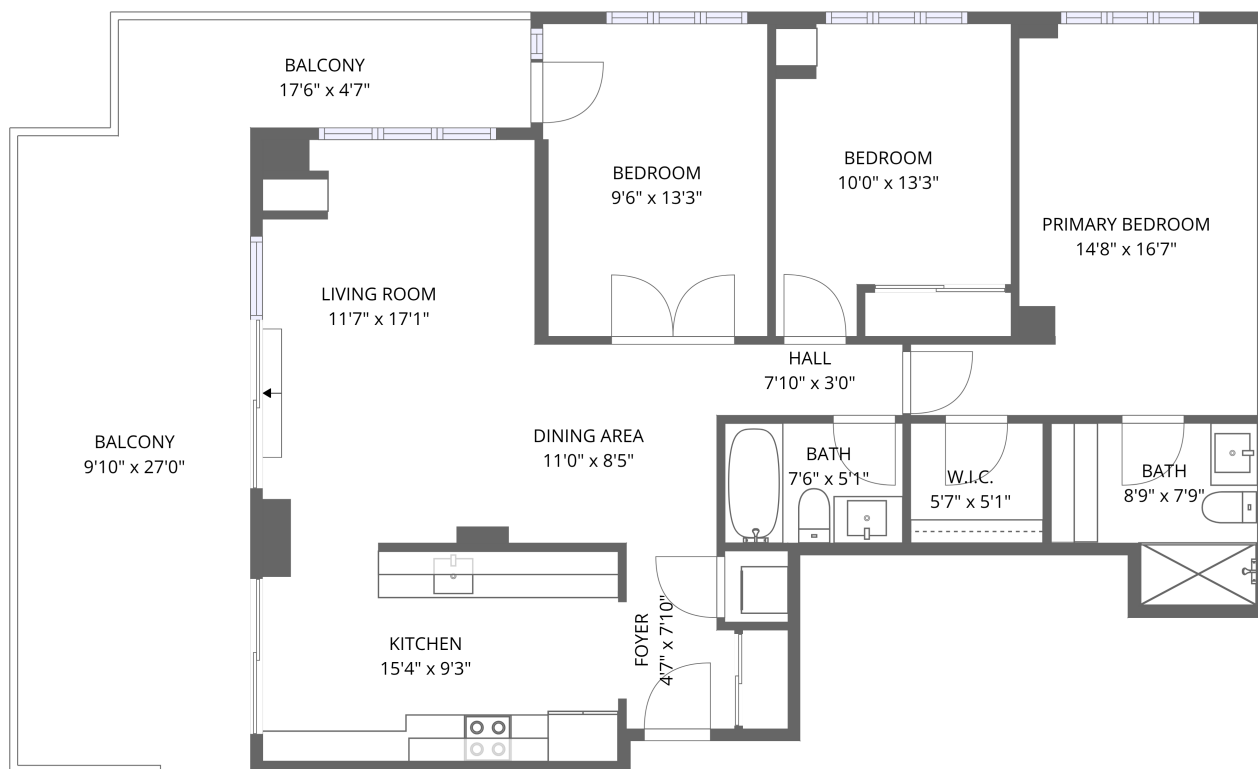 BALCONY
17'6" x 4'7"
BEDROOM
9'6" x 13'3"
BEDROOM
10'0" x 13'3"
PRIMARY BEDROOM
14'8" x 16'7"
LIVING ROOM
11'7" x 17'1"
HALL
7'10" x 3'0"
BALCONY
9'10" x 27'0"
DINING AREA
11'0" x 8'5"
BATH
7'6" x 5'1"
W.I.C.
5'7" x 5'1"
BATH
8'9" x 7'9"
KITCHEN
15'4" x 9'3"
FOYER
4'7" x 7'10"